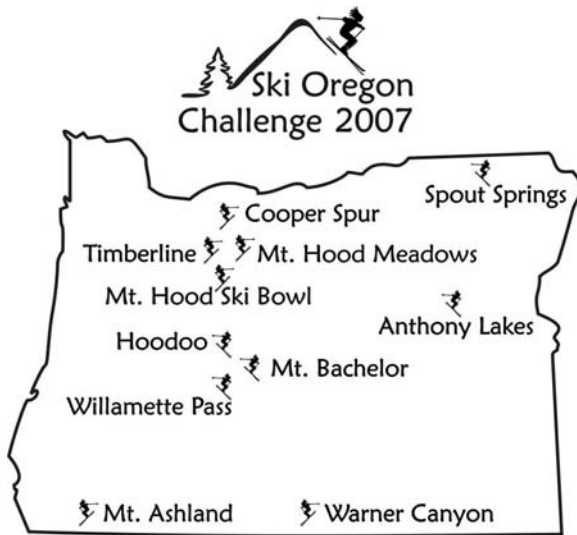 Ski Oregon
Challenge 2007
Spout Springs
Cooper Spur
Timberline
Mt. Hood Meadows
Mt. Hood Ski Bowl
Anthony Lakes
Hoodoo
Mt. Bachelor
Willamette Pass
Mt. Ashland
Warner Canyon